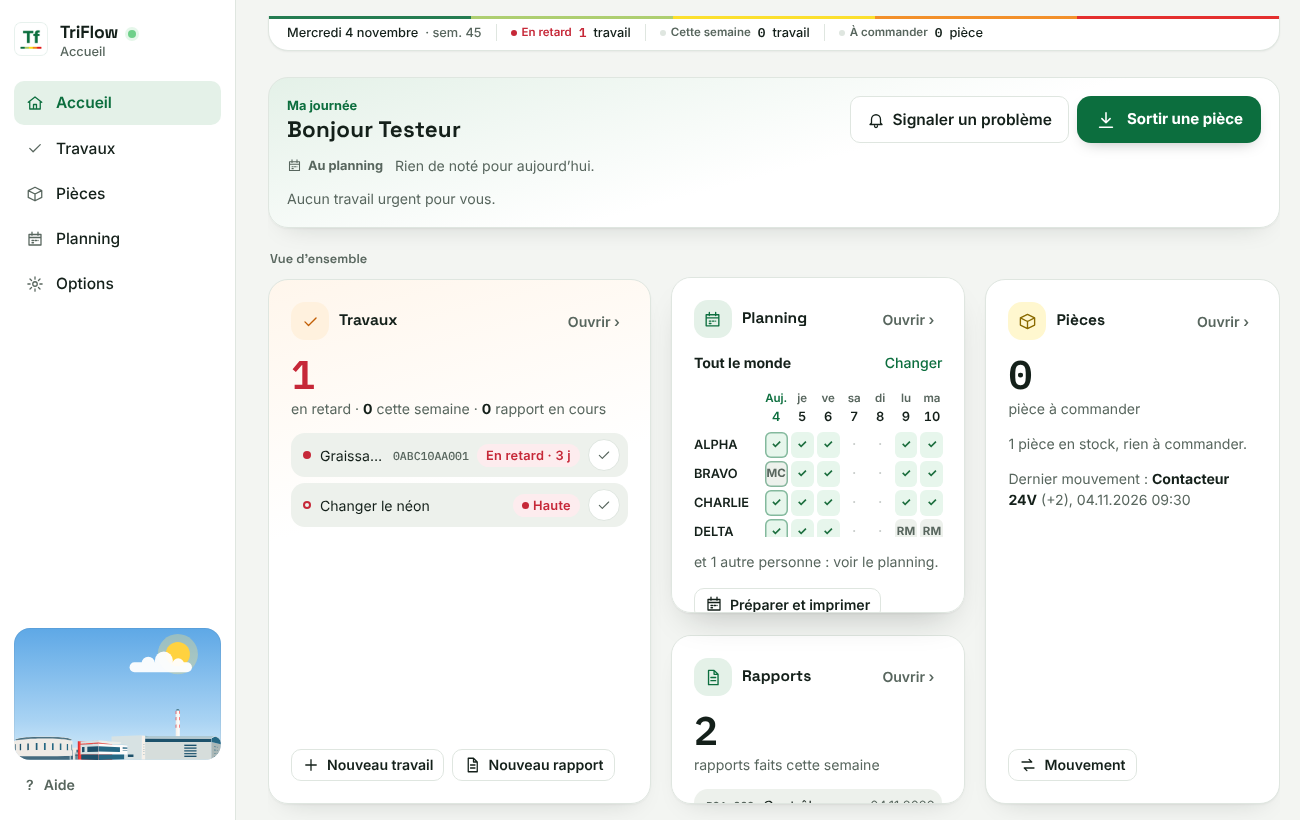 Tf
TriFlow
Accueil
Accueil
Travaux
Pièces
Planning
Options
? Aide
Mercredi 4 novembre · sem. 45
En retard 1 travail
Cette semaine 0 travail
À commander 0 pièce
Ma journée
Bonjour Testeur
Au planning Rien de noté pour aujourd’hui.
Aucun travail urgent pour vous.
Signaler un problème
Sortir une pièce
Vue d’ensemble
Travaux
Ouvrir ›
1
en retard · 0 cette semaine · 0 rapport en cours
Graissa… 0ABC10AA001 En retard · 3 j
Changer le néon Haute
Nouveau travail
Nouveau rapport
Planning
Ouvrir ›
Tout le monde
Changer
Auj. je ve sa di lu ma
4 5 6 7 8 9 10
ALPHA
BRAVO MC
CHARLIE
DELTA RM RM
et 1 autre personne : voir le planning.
Préparer et imprimer
Rapports
Ouvrir ›
2
rapports faits cette semaine
Pièces
Ouvrir ›
0
pièce à commander
1 pièce en stock, rien à commander.
Dernier mouvement : Contacteur
24V (+2), 04.11.2026 09:30
Mouvement